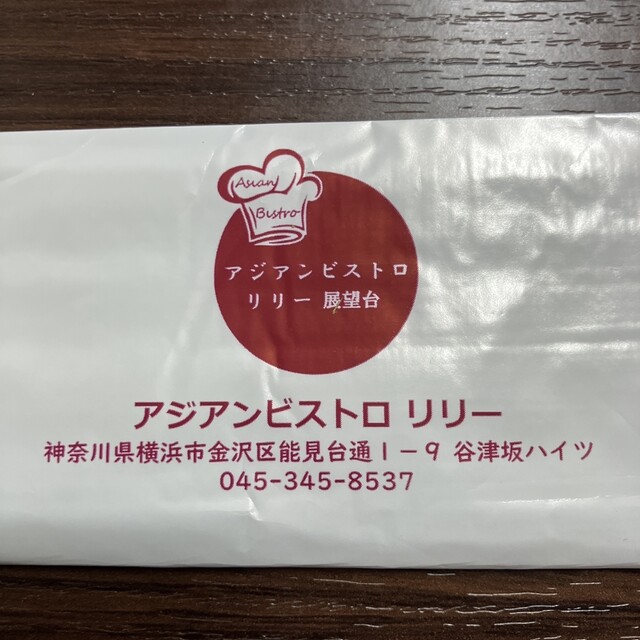 Asian
Bistro
アジアンビストロ
リリー 展望台
アジアンビストロ リリー
神奈川県横浜市金沢区能見台通1－9 谷津坂ハイツ
045-345-8537